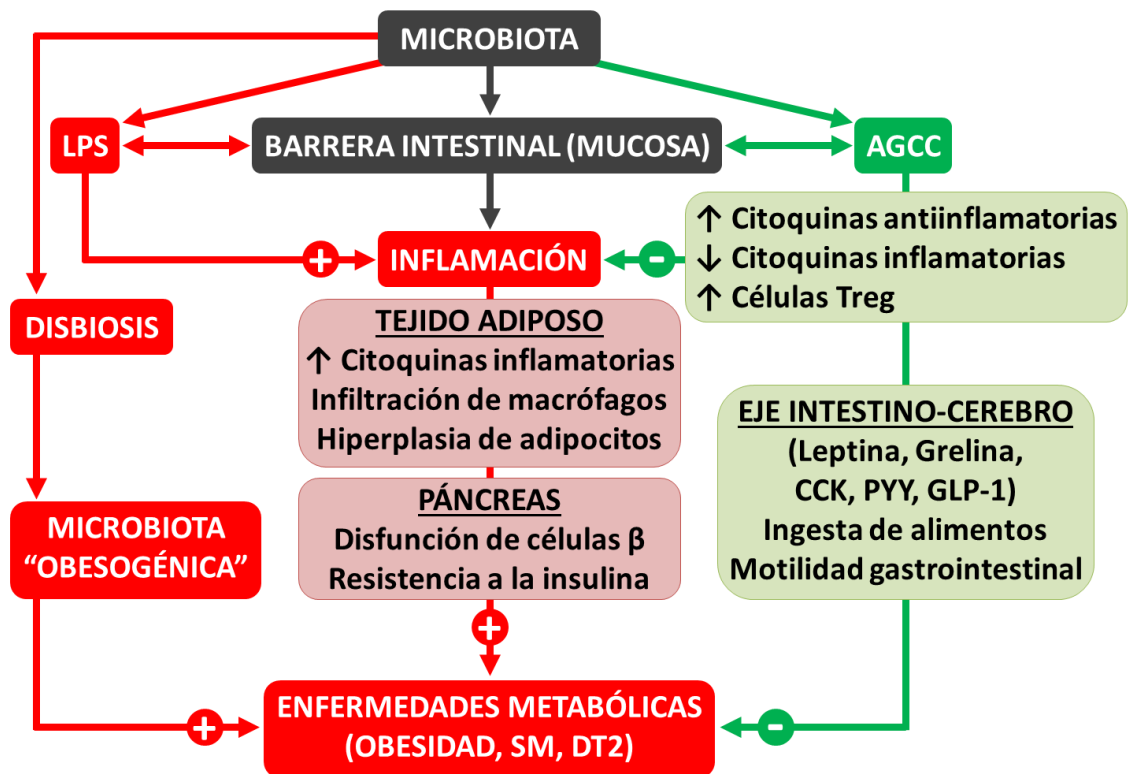 MICROBIOTA
LPS
BARRERA INTESTINAL (MUCOSA)
AGCC
↑ Citoquinas antiinflamatorias
↓ Citoquinas inflamatorias
↑ Células Treg
+
INFLAMACIÓN
-
DISBIOSIS
TEJIDO ADIPOSO
↑ Citoquinas inflamatorias
Infiltración de macrófagos
Hiperplasia de adipocitos
EJE INTESTINO-CEREBRO
(Leptina, Grelina,
CCK, PYY, GLP-1)
Ingesta de alimentos
Motilidad gastrointestinal
PÁNCREAS
Disfunción de células β
Resistencia a la insulina
MICROBIOTA
“OBESOGÉNICA”
+
+
ENFERMEDADES METABÓLICAS
(OBESIDAD, SM, DT2)
-